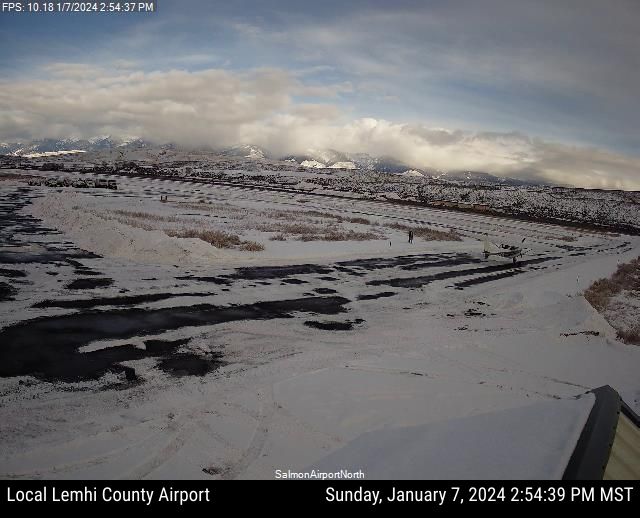 FPS: 10.18 1/7/2024 2:54:37 PM
SalmonAirportNorth
Local Lemhi County Airport Sunday, January 7, 2024 2:54:39 PM MST